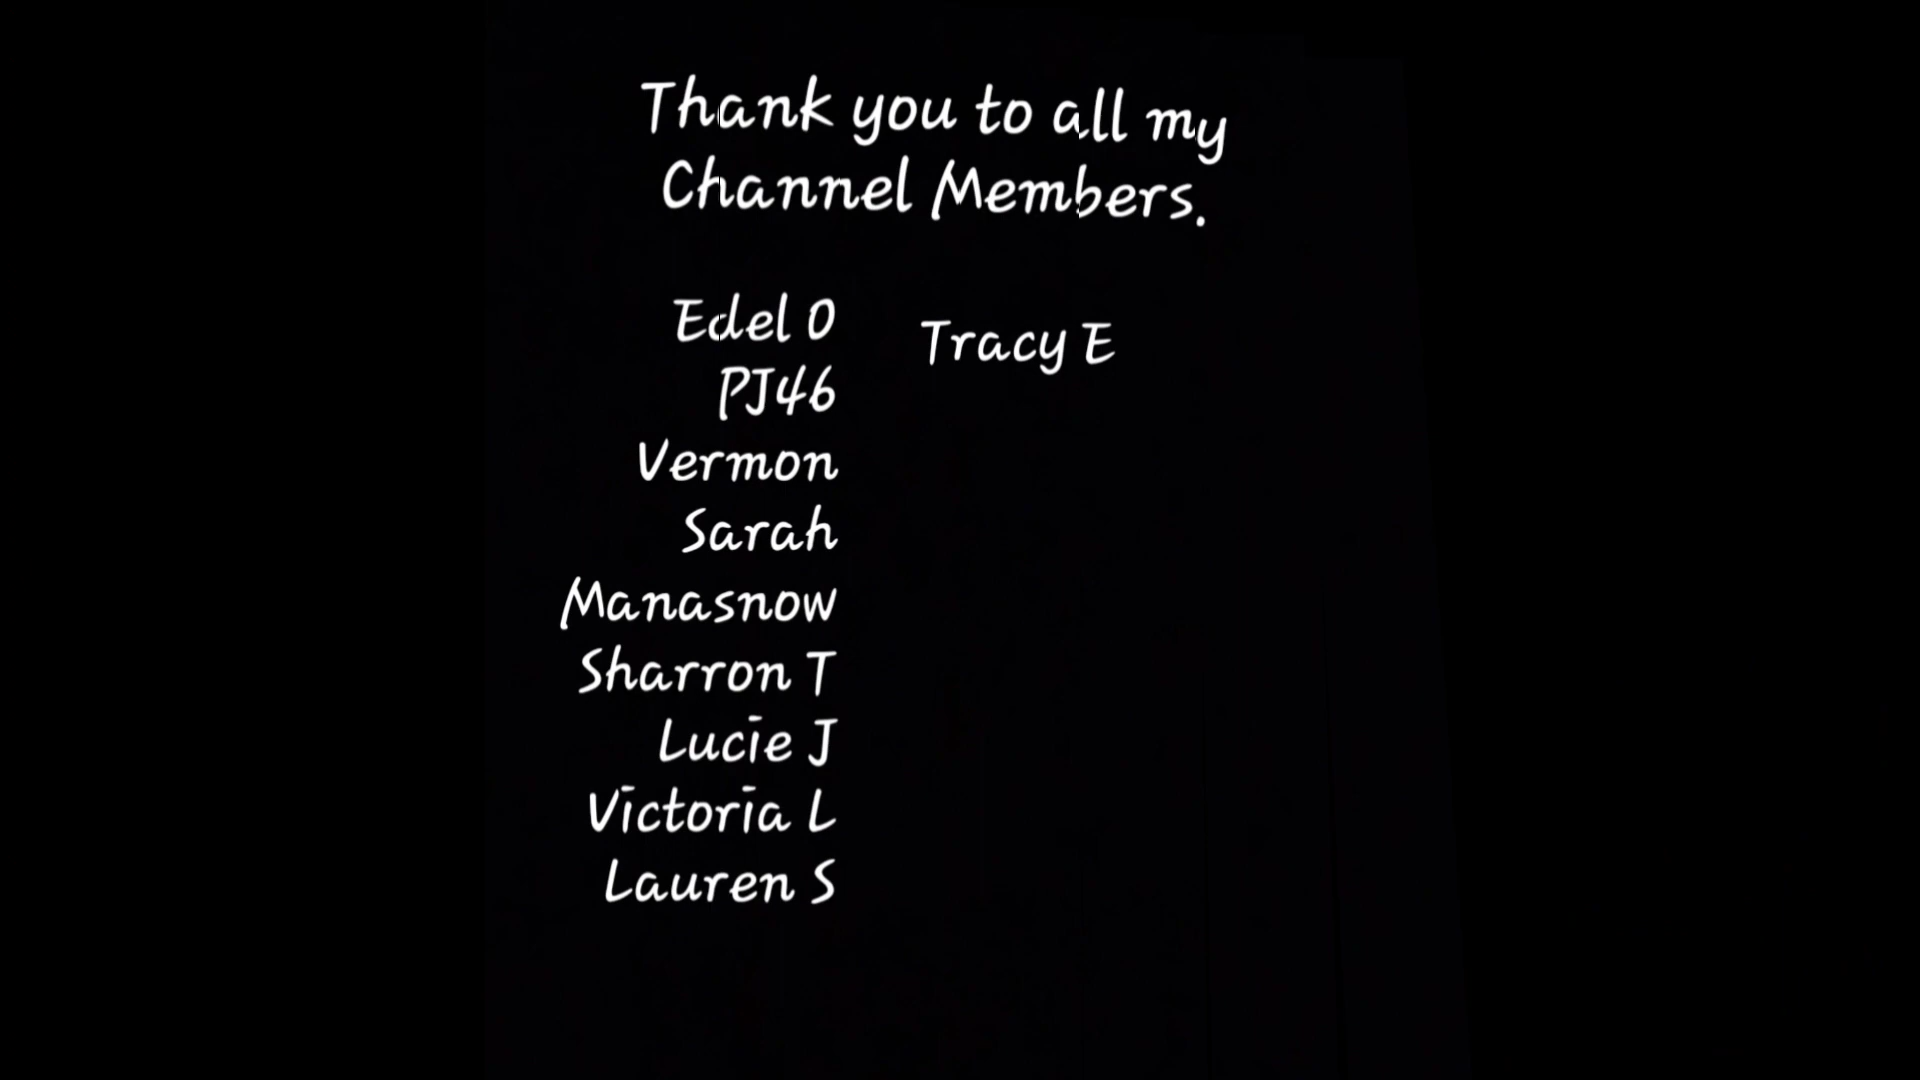 Thank you to all my
Channel Members.
Edel O
PJ46
Vermon
Sarah
Manasnow
Sharron T
Lucie J
Victoria L
Lauren S
Tracy E